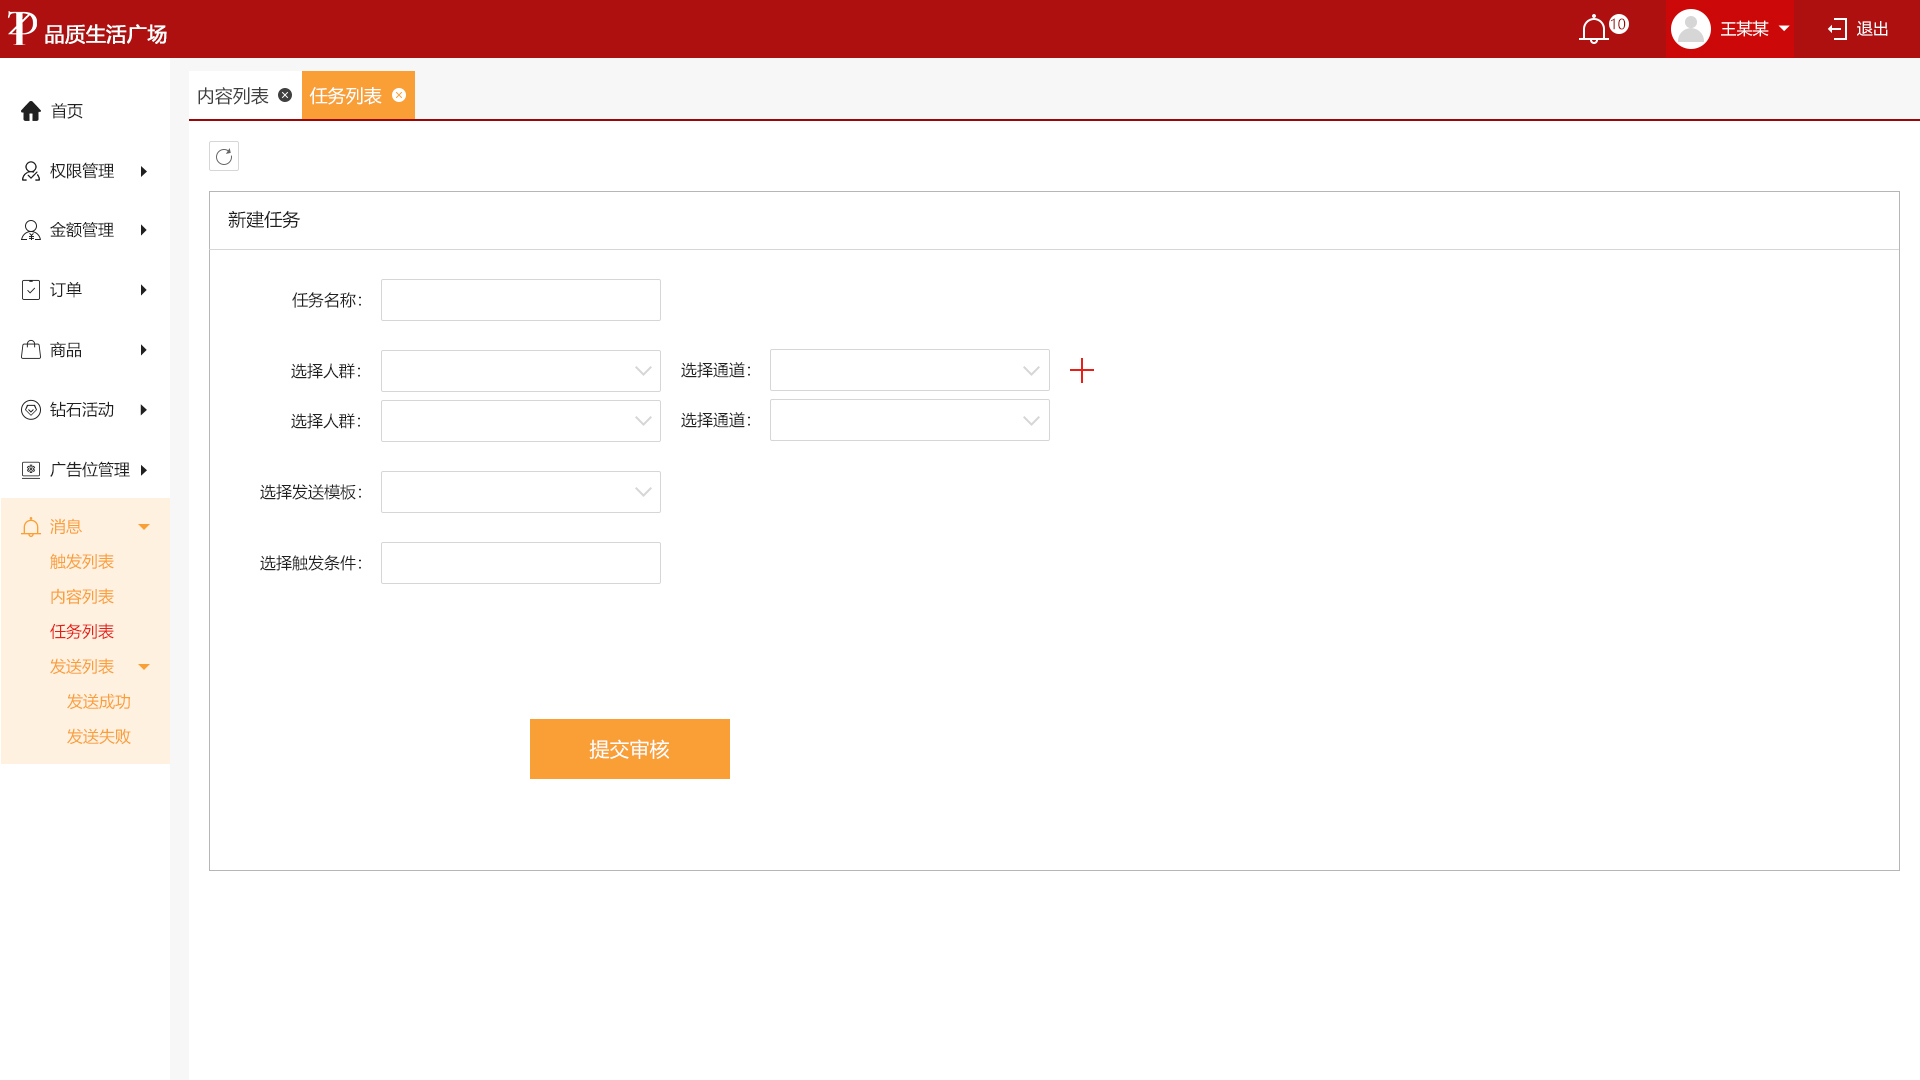 品质生活广场
10
王某某
退出
首页
权限管理
金额管理
订单
商品
钻石活动
广告位管理
消息
触发列表
内容列表
任务列表
发送列表
发送成功
发送失败
内容列表
任务列表
新建任务
任务名称：
选择人群：
选择通道：
选择人群：
选择通道：
选择发送模板：
选择触发条件：
提交审核